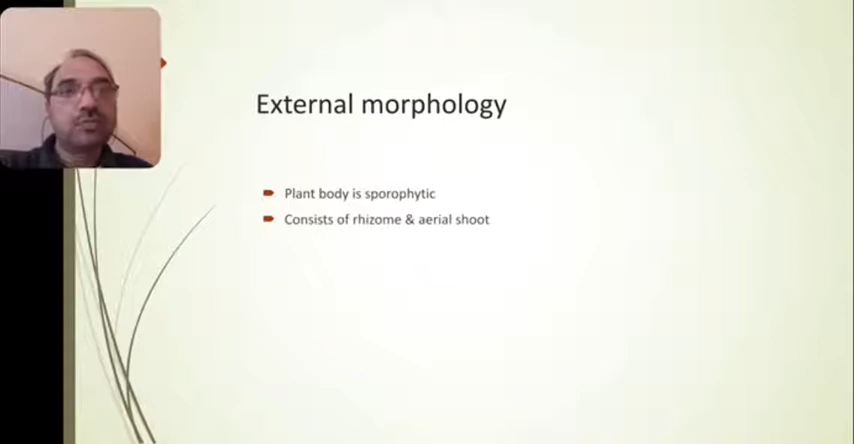 External morphology
Plant body is sporophytic
Consists of rhizome & aerial shoot